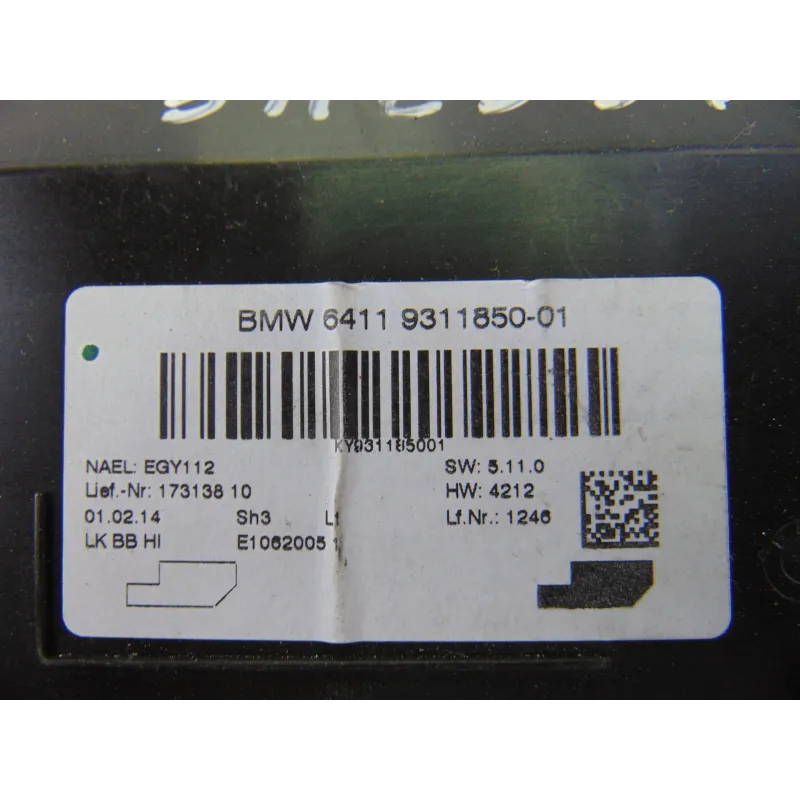 BMW 6411 9311850-01
KY931185001
NAEL: EGY112
SW: 5.11.0
Lief.-Nr: 173138 10
HW: 4212
01.02.14 Sh3 L1
Lf.Nr.: 1246
LK BB HI E1062005 1